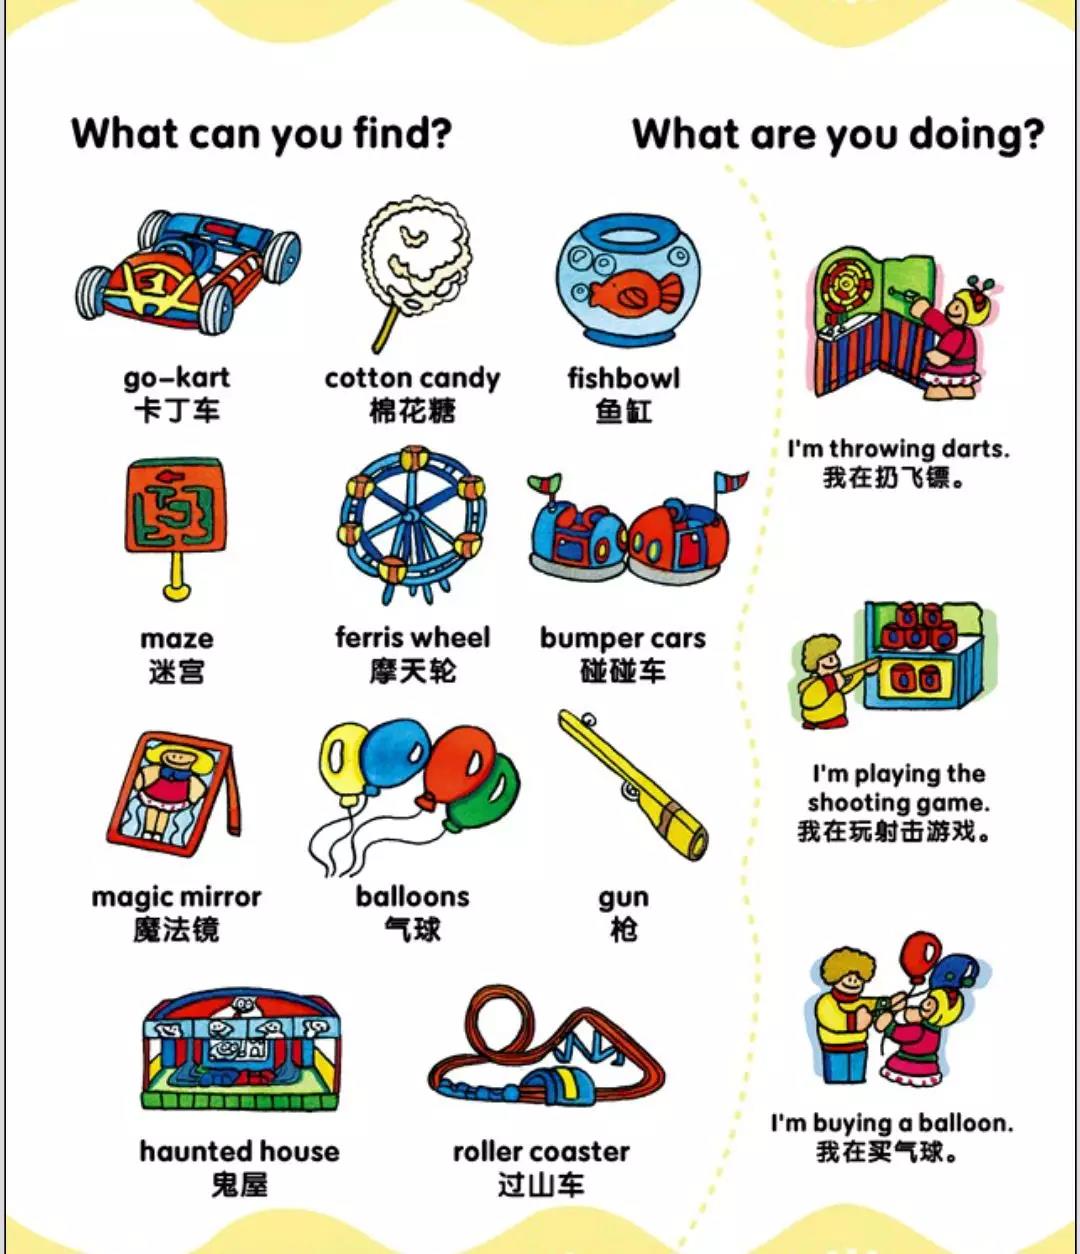 What can you find?
What are you doing?
go-kart
卡丁车
cotton candy
棉花糖
fishbowl
鱼缸
maze
迷宫
ferris wheel
摩天轮
bumper cars
碰碰车
magic mirror
魔法镜
balloons
气球
gun
枪
haunted house
鬼屋
roller coaster
过山车
I'm throwing darts.
我在扔飞镖。
I'm playing the
shooting game.
我在玩射击游戏。
I'm buying a balloon.
我在买气球。